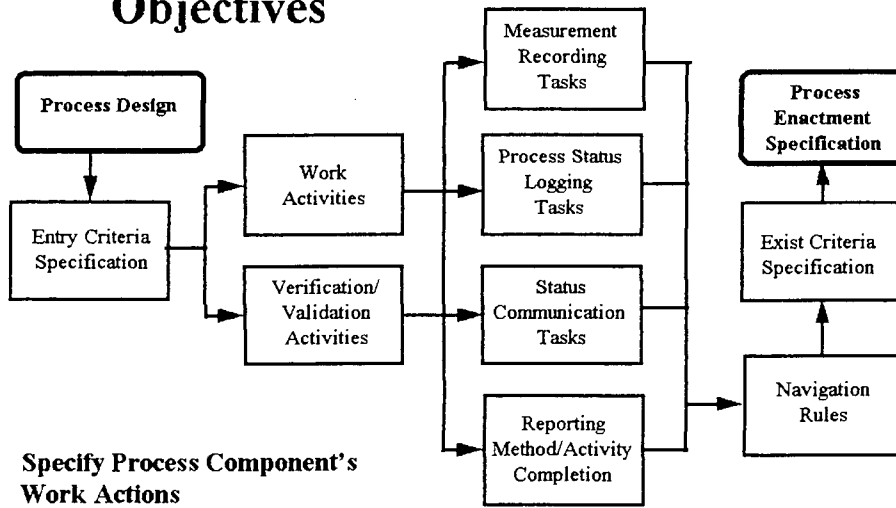 Objectives
Process Design
Entry Criteria
Specification
Work
Activities
Verification/
Validation
Activities
Measurement
Recording
Tasks
Process Status
Logging
Tasks
Status
Communication
Tasks
Reporting
Method/Activity
Completion
Process
Enactment
Specification
Exist Criteria
Specification
Navigation
Rules
Specify Process Component's
Work Actions